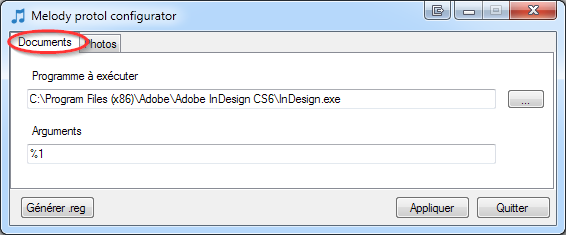 Melody protol configurator
Documents Photos
Programme à exécuter
C:\Program Files (x86)\Adobe\Adobe InDesign CS6\InDesign.exe ...
Arguments
%1
Générer .reg Appliquer Quitter